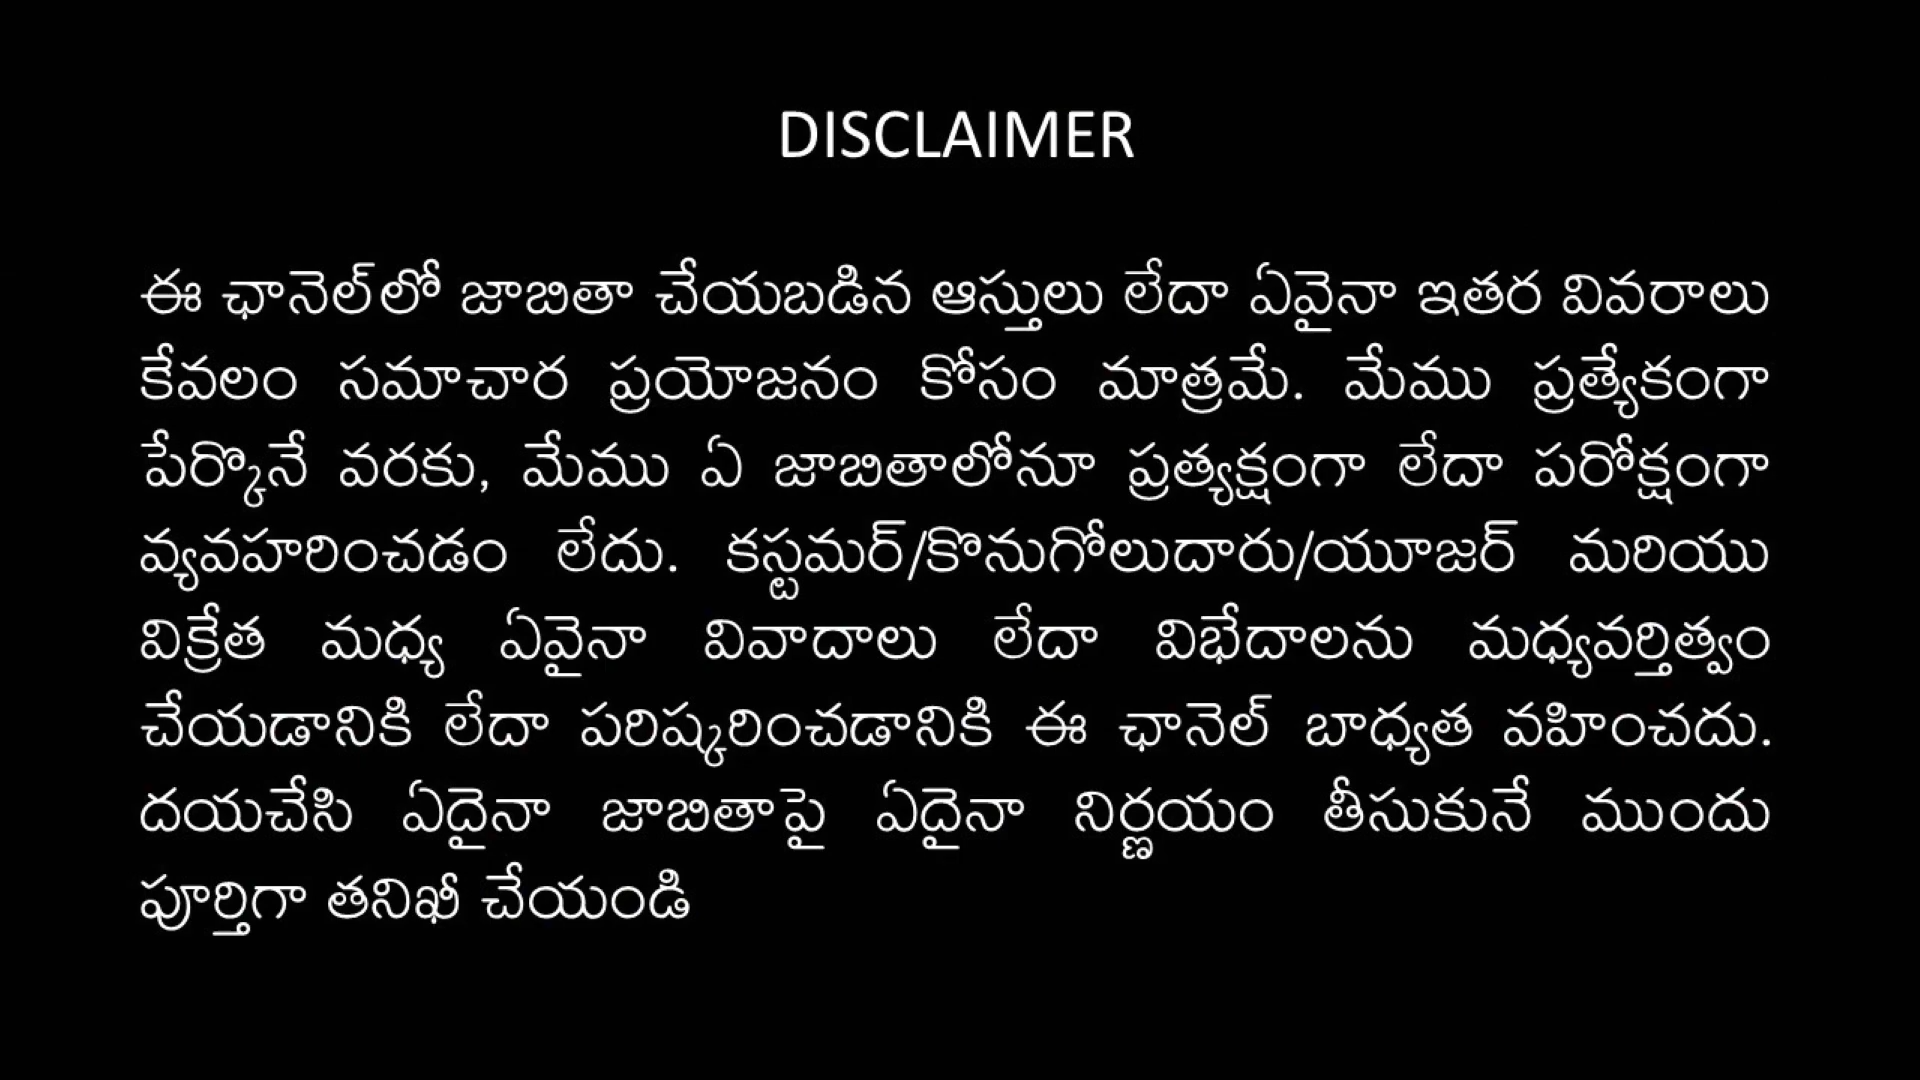 DISCLAIMER
ఈ ఛానెల్‌లో జాబితా చేయబడిన ఆస్తులు లేదా ఏవైనా ఇతర వివరాలు
కేవలం సమాచార ప్రయోజనం కోసం మాత్రమే. మేము ప్రత్యేకంగా
పేర్కొనే వరకు, మేము ఏ జాబితాలోనూ ప్రత్యక్షంగా లేదా పరోక్షంగా
వ్యవహరించడం లేదు. కస్టమర్/కొనుగోలుదారు/యూజర్ మరియు
విక్రేత మధ్య ఏవైనా వివాదాలు లేదా విభేదాలను మధ్యవర్తిత్వం
చేయడానికి లేదా పరిష్కరించడానికి ఈ ఛానెల్ బాధ్యత వహించదు.
దయచేసి ఏదైనా జాబితాపై ఏదైనా నిర్ణయం తీసుకునే ముందు
పూర్తిగా తనిఖీ చేయండి